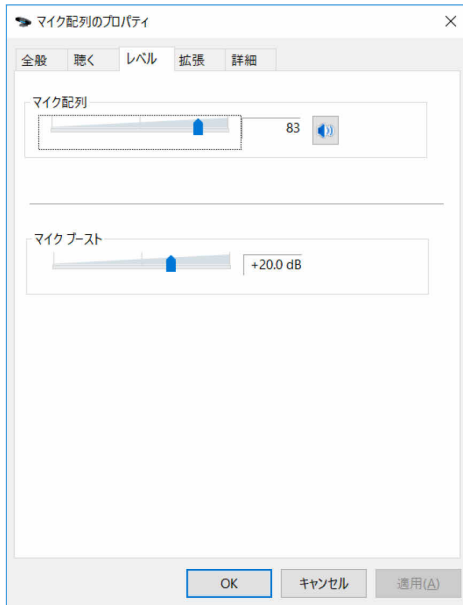 マイク配列のプロパティ
全般 聴く レベル 拡張 詳細
マイク配列
83
マイク ブースト
+20.0 dB
OK キャンセル 適用(A)